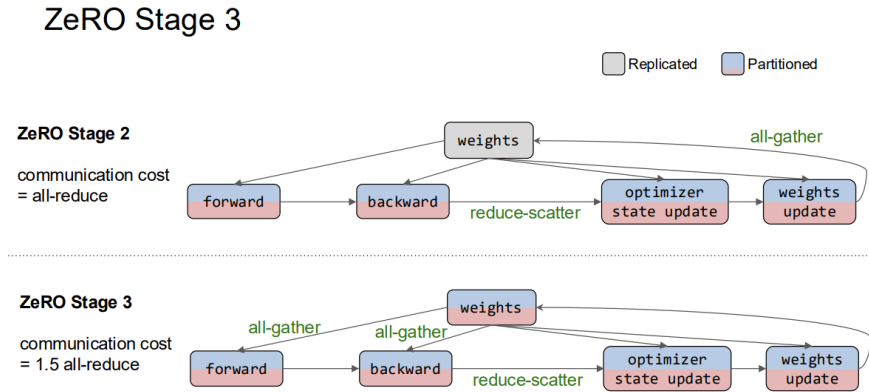 ZeRO Stage 3
Replicated
Partitioned
ZeRO Stage 2
communication cost
= all-reduce
weights
all-gather
forward
backward
reduce-scatter
optimizer
state update
weights
update
ZeRO Stage 3
communication cost
= 1.5 all-reduce
weights
all-gather
all-gather
forward
backward
reduce-scatter
optimizer
state update
weights
update